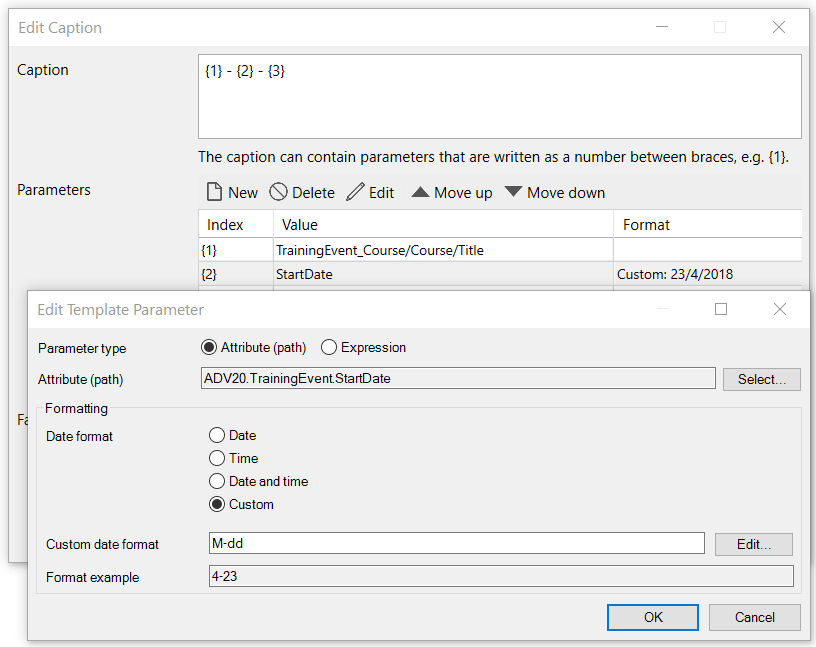 Edit Caption
Caption
{1} - {2} - {3}
The caption can contain parameters that are written as a number between braces, e.g. {1}.
Parameters
New Delete Edit Move up Move down
Index Value Format
{1} TrainingEvent_Course/Course/Title
{2} StartDate Custom: 23/4/2018
Edit Template Parameter
Parameter type Attribute (path) Expression
Attribute (path) ADV20.TrainingEvent.StartDate Select...
Fa
Formatting
Date format Date
Time
Date and time
Custom
Custom date format M-dd Edit...
Format example 4-23
OK Cancel